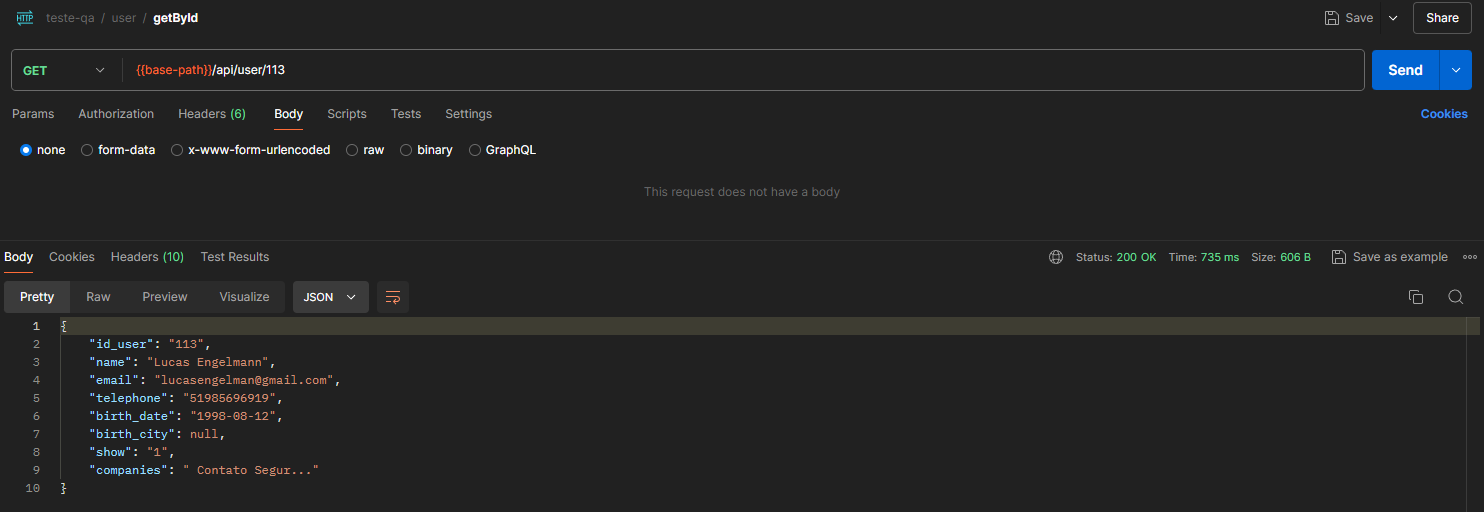 HTTP teste-qa / user / getById Save Share
GET {{base-path}}/api/user/113 Send
Params Authorization Headers (6) Body Scripts Tests Settings Cookies
none form-data x-www-form-urlencoded raw binary GraphQL
This request does not have a body
Body Cookies Headers (10) Test Results Status: 200 OK Time: 735 ms Size: 606 B Save as example
Pretty Raw Preview Visualize JSON
1 {
2 "id_user": "113",
3 "name": "Lucas Engelmann",
4 "email": "lucasengelman@gmail.com",
5 "telephone": "51985696919",
6 "birth_date": "1998-08-12",
7 "birth_city": null,
8 "show": "1",
9 "companies": " Contato Segur..."
10 }